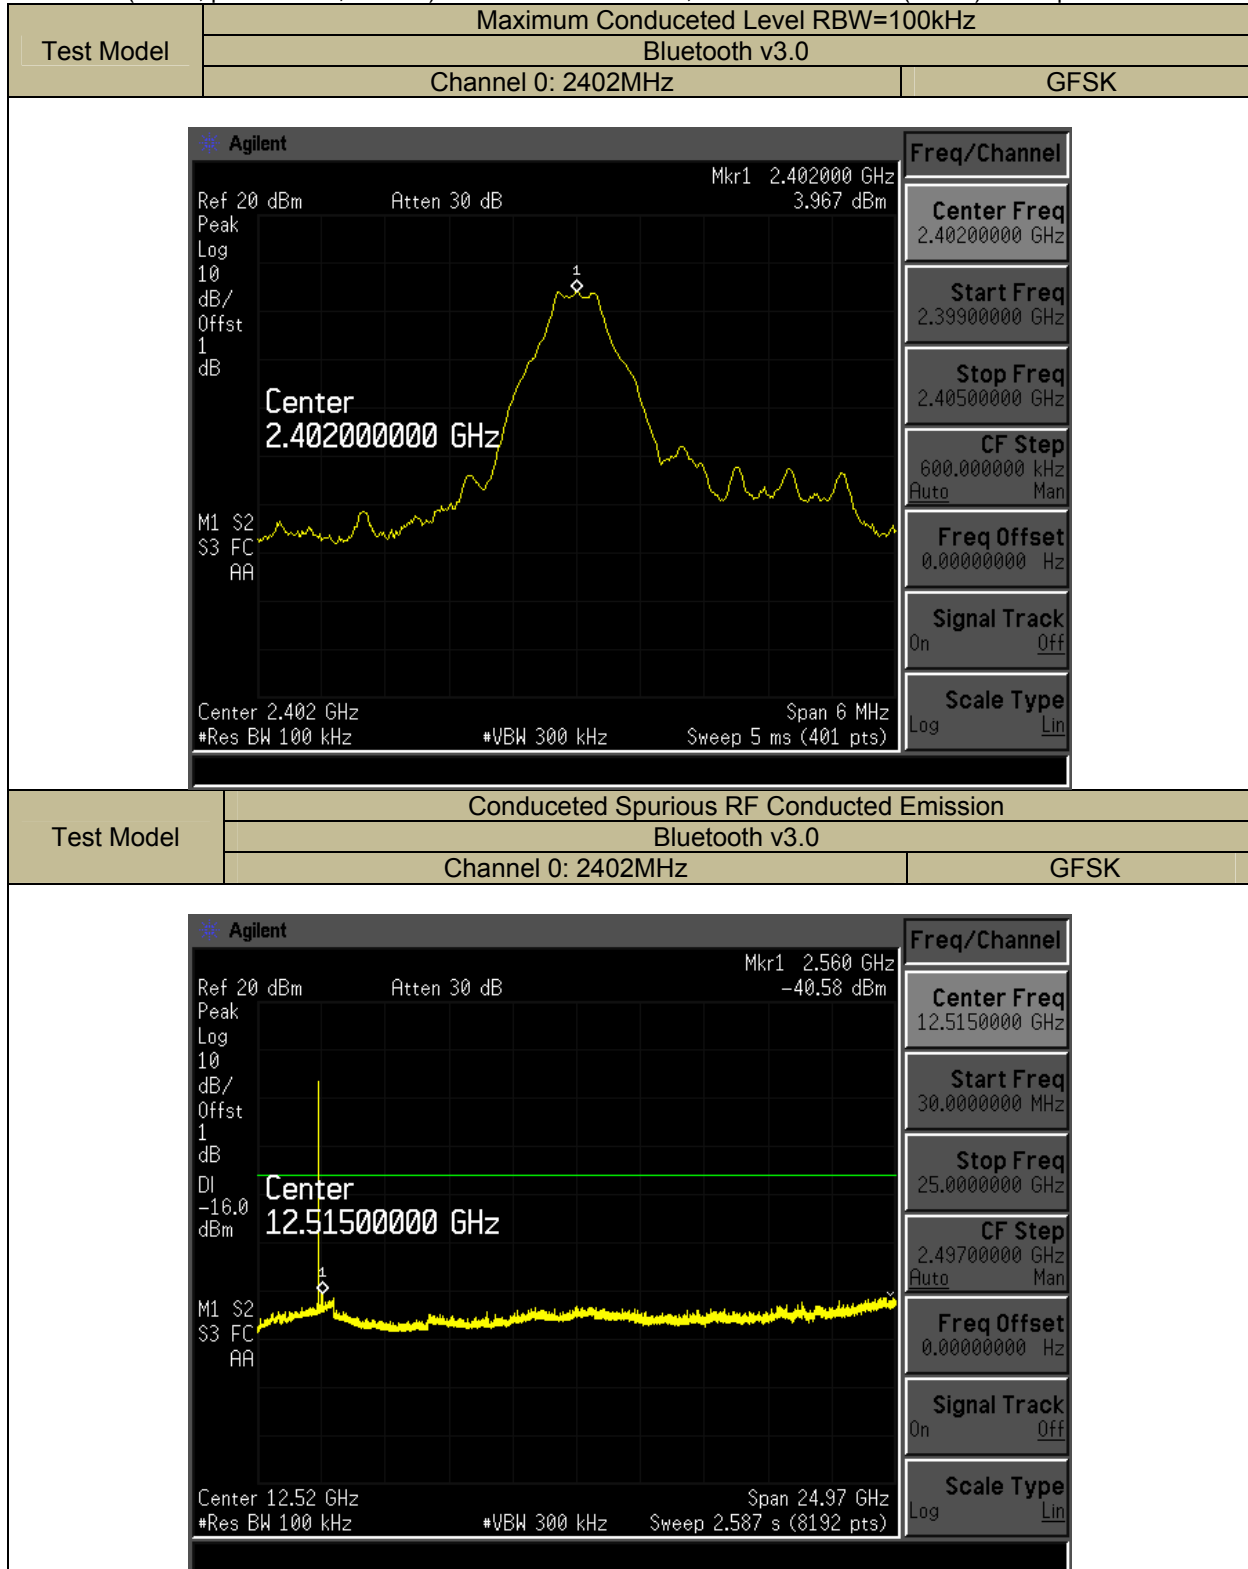 Maximum Conduceted Level RBW=100kHz
Test Model
Bluetooth v3.0
Channel 0: 2402MHz GFSK
Agilent
Freq/Channel
Mkr1 2.402000 GHz
Ref 20 dBm Atten 30 dB 3.967 dBm
Peak
Log
10
dB/
Offst
1
dB
1
Center
2.402000000 GHz
M1 S2
S3 FC
AA
Center 2.402 GHz Span 6 MHz
#Res BW 100 kHz #VBW 300 kHz Sweep 5 ms (401 pts)
Center Freq
2.40200000 GHz
Start Freq
2.39900000 GHz
Stop Freq
2.40500000 GHz
CF Step
600.000000 kHz
Auto Man
Freq Offset
0.00000000 Hz
Signal Track
On Off
Scale Type
Log Lin
Conduceted Spurious RF Conducted Emission
Test Model
Bluetooth v3.0
Channel 0: 2402MHz GFSK
Agilent
Freq/Channel
Mkr1 2.560 GHz
Ref 20 dBm Atten 30 dB -40.58 dBm
Peak
Log
10
dB/
Offst
1
dB
DI
-16.0
dBm
Center
12.51500000 GHz
1
M1 S2
S3 FC
AA
Center 12.52 GHz Span 24.97 GHz
#Res BW 100 kHz #VBW 300 kHz Sweep 2.587 s (8192 pts)
Center Freq
12.5150000 GHz
Start Freq
30.0000000 MHz
Stop Freq
25.0000000 GHz
CF Step
2.49700000 GHz
Auto Man
Freq Offset
0.00000000 Hz
Signal Track
On Off
Scale Type
Log Lin